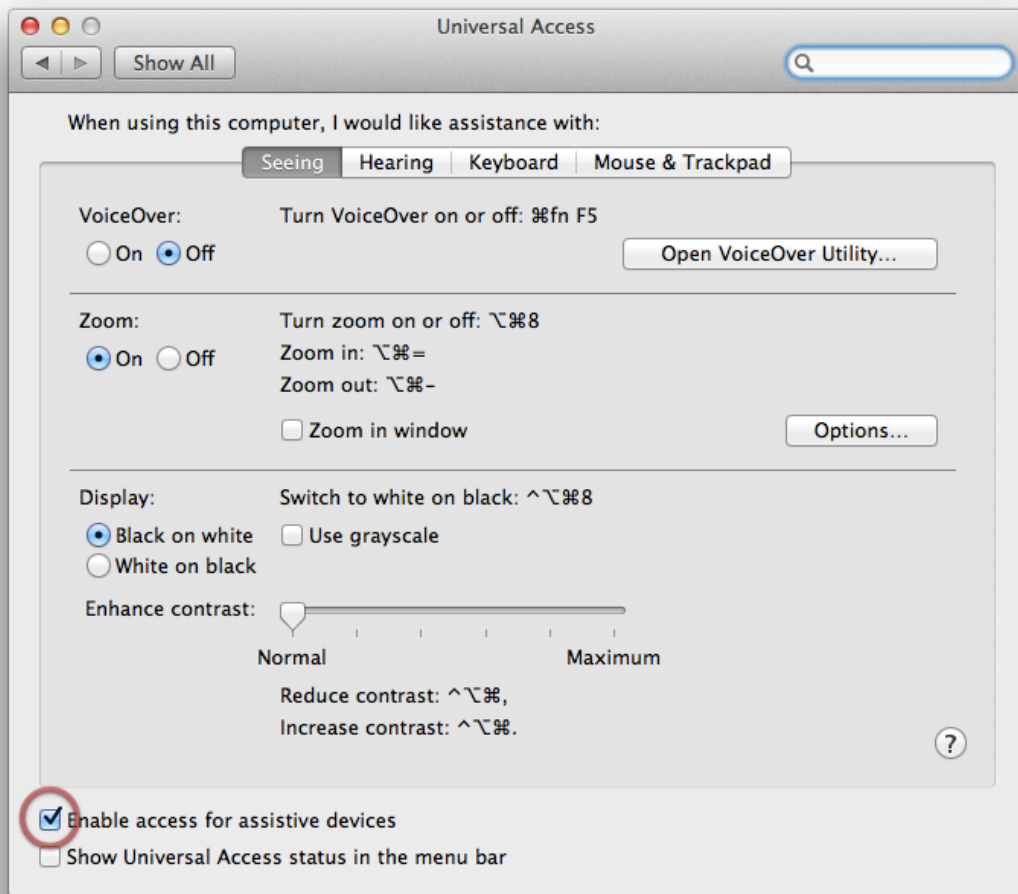 Universal Access
Show All
When using this computer, I would like assistance with:
Seeing Hearing Keyboard Mouse & Trackpad
VoiceOver: Turn VoiceOver on or off: ⌘fn F5
On Off Open VoiceOver Utility...
Zoom: Turn zoom on or off: ⌥⌘8
On Off Zoom in: ⌥⌘=
Zoom out: ⌥⌘-
Zoom in window Options...
Display: Switch to white on black: ^⌥⌘8
Black on white Use grayscale
White on black
Enhance contrast:
Normal Maximum
Reduce contrast: ^⌥⌘,
Increase contrast: ^⌥⌘.
?
Enable access for assistive devices
Show Universal Access status in the menu bar